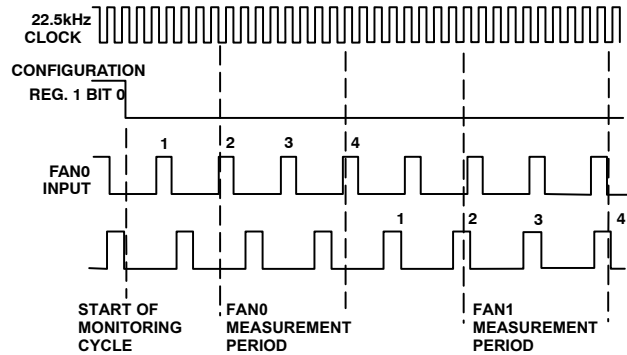 22.5kHz
CLOCK
CONFIGURATION
REG. 1 BIT 0
1 2 3 4
FAN0
INPUT
1 2 3 4
START OF
MONITORING
CYCLE
FAN0
MEASUREMENT
PERIOD
FAN1
MEASUREMENT
PERIOD